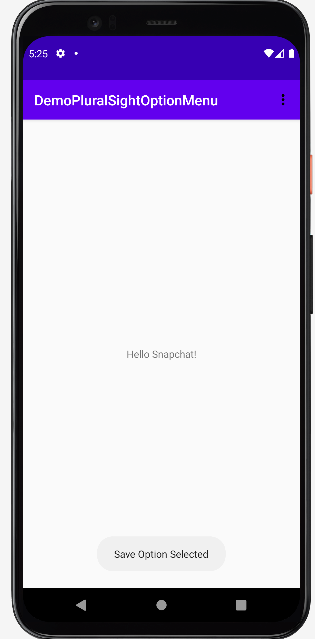 5:25
DemoPluralSightOptionMenu
Hello Snapchat!
Save Option Selected